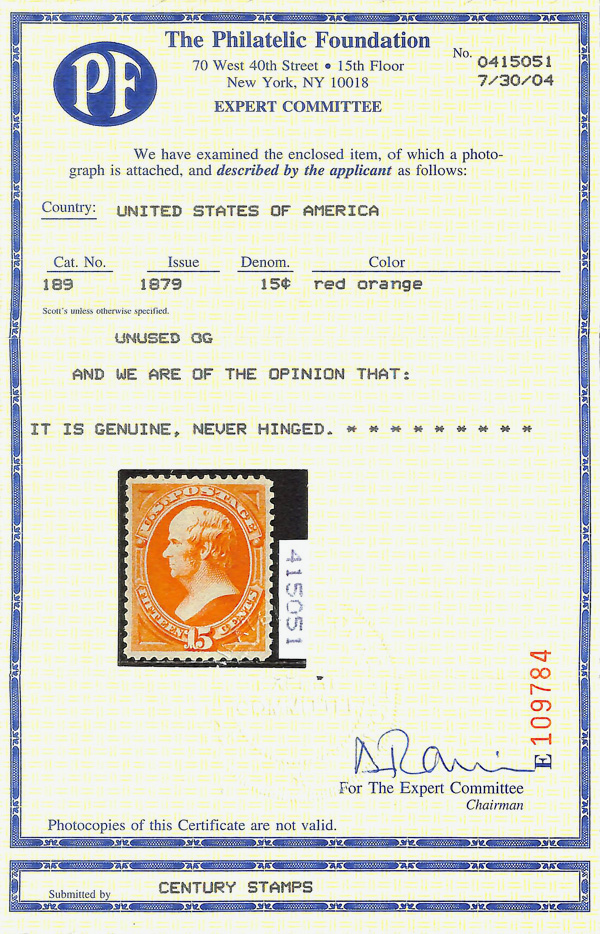 PF
The Philatelic Foundation
70 West 40th Street • 15th Floor
New York, NY 10018
EXPERT COMMITTEE
No. 0415051
7/30/04
We have examined the enclosed item, of which a photo-
graph is attached, and described by the applicant as follows:
Country: UNITED STATES OF AMERICA
Cat. No. Issue Denom. Color
189 1879 15¢ red orange
Scott's unless otherwise specified.
UNUSED OG
AND WE ARE OF THE OPINION THAT:
IT IS GENUINE, NEVER HINGED. * * * * * * * * *
U.S. POSTAGE
FIFTEEN 15 CENTS
415051
E 109784
For The Expert Committee
Chairman
Photocopies of this Certificate are not valid.
Submitted by CENTURY STAMPS